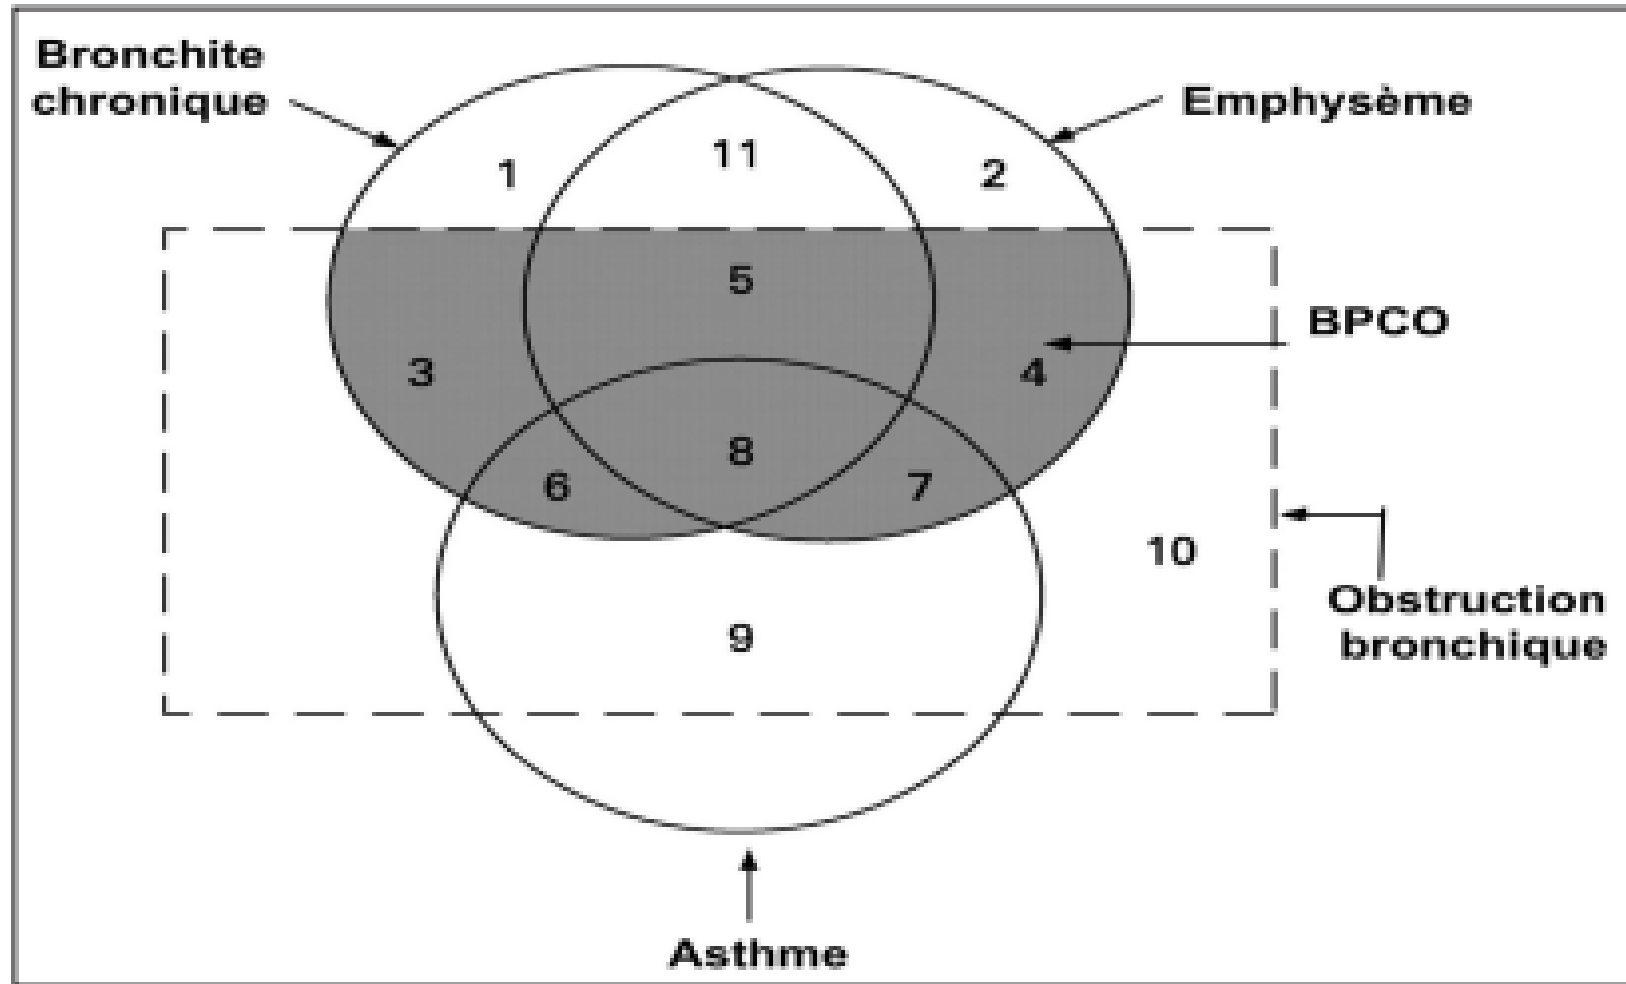 Bronchite
chronique
Emphysème
1
11
2
5
BPCO
3
4
8
6
7
10
Obstruction
bronchique
9
Asthme